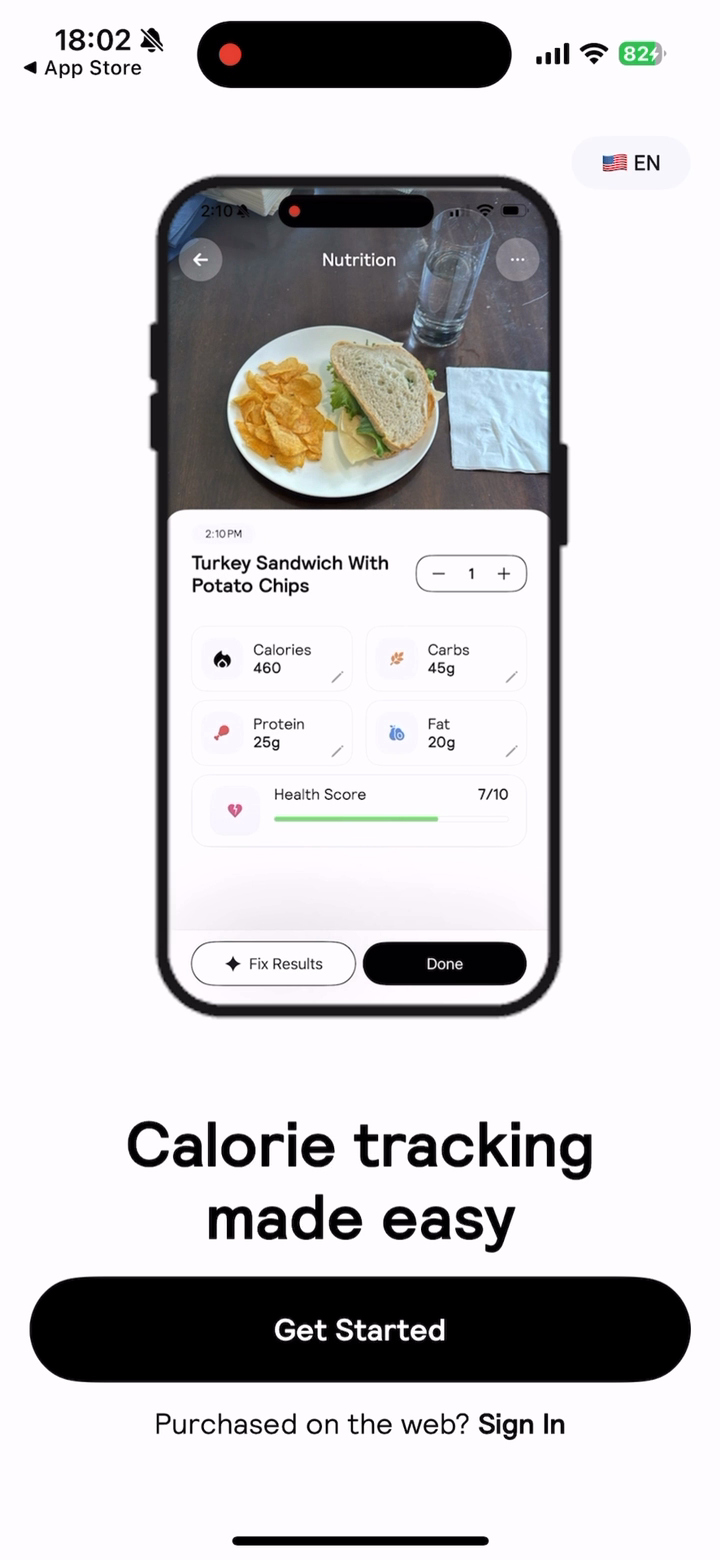 18:02
App Store
82
🇺🇸 EN
2:10
Nutrition
2:10 PM
Turkey Sandwich With
Potato Chips
1
Calories
460
Carbs
45g
Protein
25g
Fat
20g
Health Score
7/10
Fix Results
Done
Calorie tracking
made easy
Get Started
Purchased on the web? Sign In